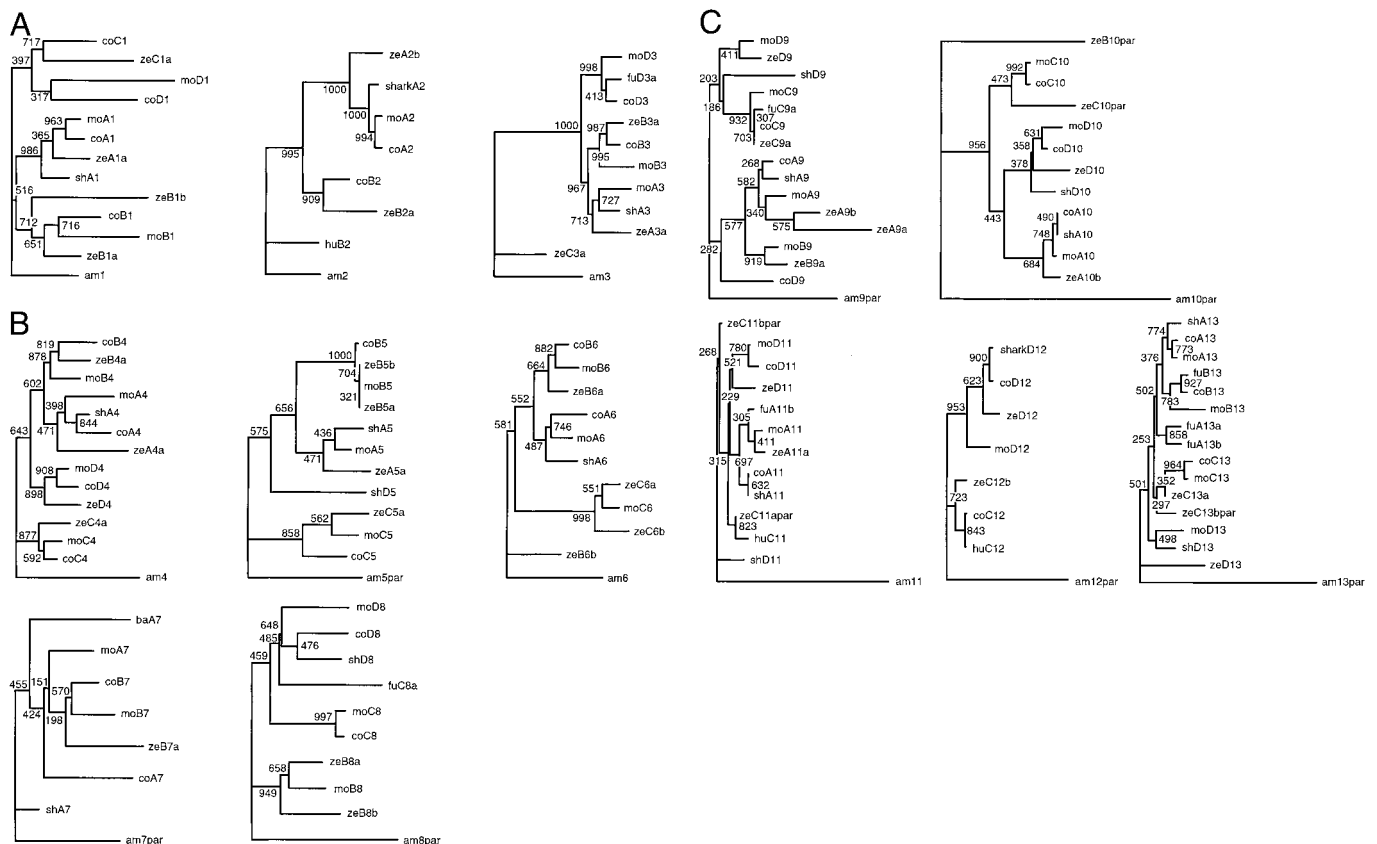 A
717
coC1
397
zeC1a
moD1
317
coD1
963
moA1
365
coA1
986
zeA1a
shA1
516
zeB1b
coB1
712
716
moB1
651
zeB1a
am1
zeA2b
1000
sharkA2
1000
moA2
994
coA2
995
coB2
909
zeB2a
huB2
am2
998
moD3
fuD3a
413
coD3
1000
987
zeB3a
coB3
995
moB3
967
moA3
727
shA3
713
zeA3a
zeC3a
am3
B
819
coB4
878
zeB4a
moB4
602
moA4
398
shA4
844
471
coA4
zeA4a
643
908
moD4
coD4
898
zeD4
zeC4a
877
moC4
592
coC4
am4
coB5
1000
zeB5b
704
moB5
321
zeB5a
656
436
shA5
moA5
471
zeA5a
575
shD5
zeC5a
562
moC5
858
coC5
am5par
882
coB6
664
moB6
zeB6a
552
coA6
746
moA6
487
shA6
581
551
zeC6a
moC6
998
zeC6b
zeB6b
am6
baA7
moA7
455
151
570
coB7
424
198
moB7
zeB7a
coA7
shA7
am7par
moD8
648
485
coD8
476
459
shD8
fuC8a
997
moC8
coC8
658
zeB8a
moB8
949
zeB8b
am8par
C
moD9
411
zeD9
203
shD9
186
moC9
932
fuC9a
307
coC9
703
zeC9a
268
coA9
582
shA9
moA9
340
zeA9b
577
575
zeA9a
282
moB9
919
zeB9a
coD9
am9par
zeB10par
992
moC10
473
coC10
zeC10par
956
631
moD10
358
coD10
378
zeD10
shD10
443
490
coA10
748
shA10
moA10
684
zeA10b
am10par
zeC11bpar
268
780
moD11
521
coD11
zeD11
229
305
fuA11b
moA11
411
315
697
zeA11a
coA11
632
shA11
zeC11apar
823
huC11
shD11
am11
900
sharkD12
623
coD12
953
zeD12
moD12
zeC12b
723
coC12
843
huC12
am12par
774
shA13
coA13
376
773
moA13
fuB13
927
502
coB13
783
moB13
fuA13a
253
858
fuA13b
964
coC13
352
moC13
501
zeC13a
297
zeC13bpar
moD13
498
shD13
zeD13
am13par